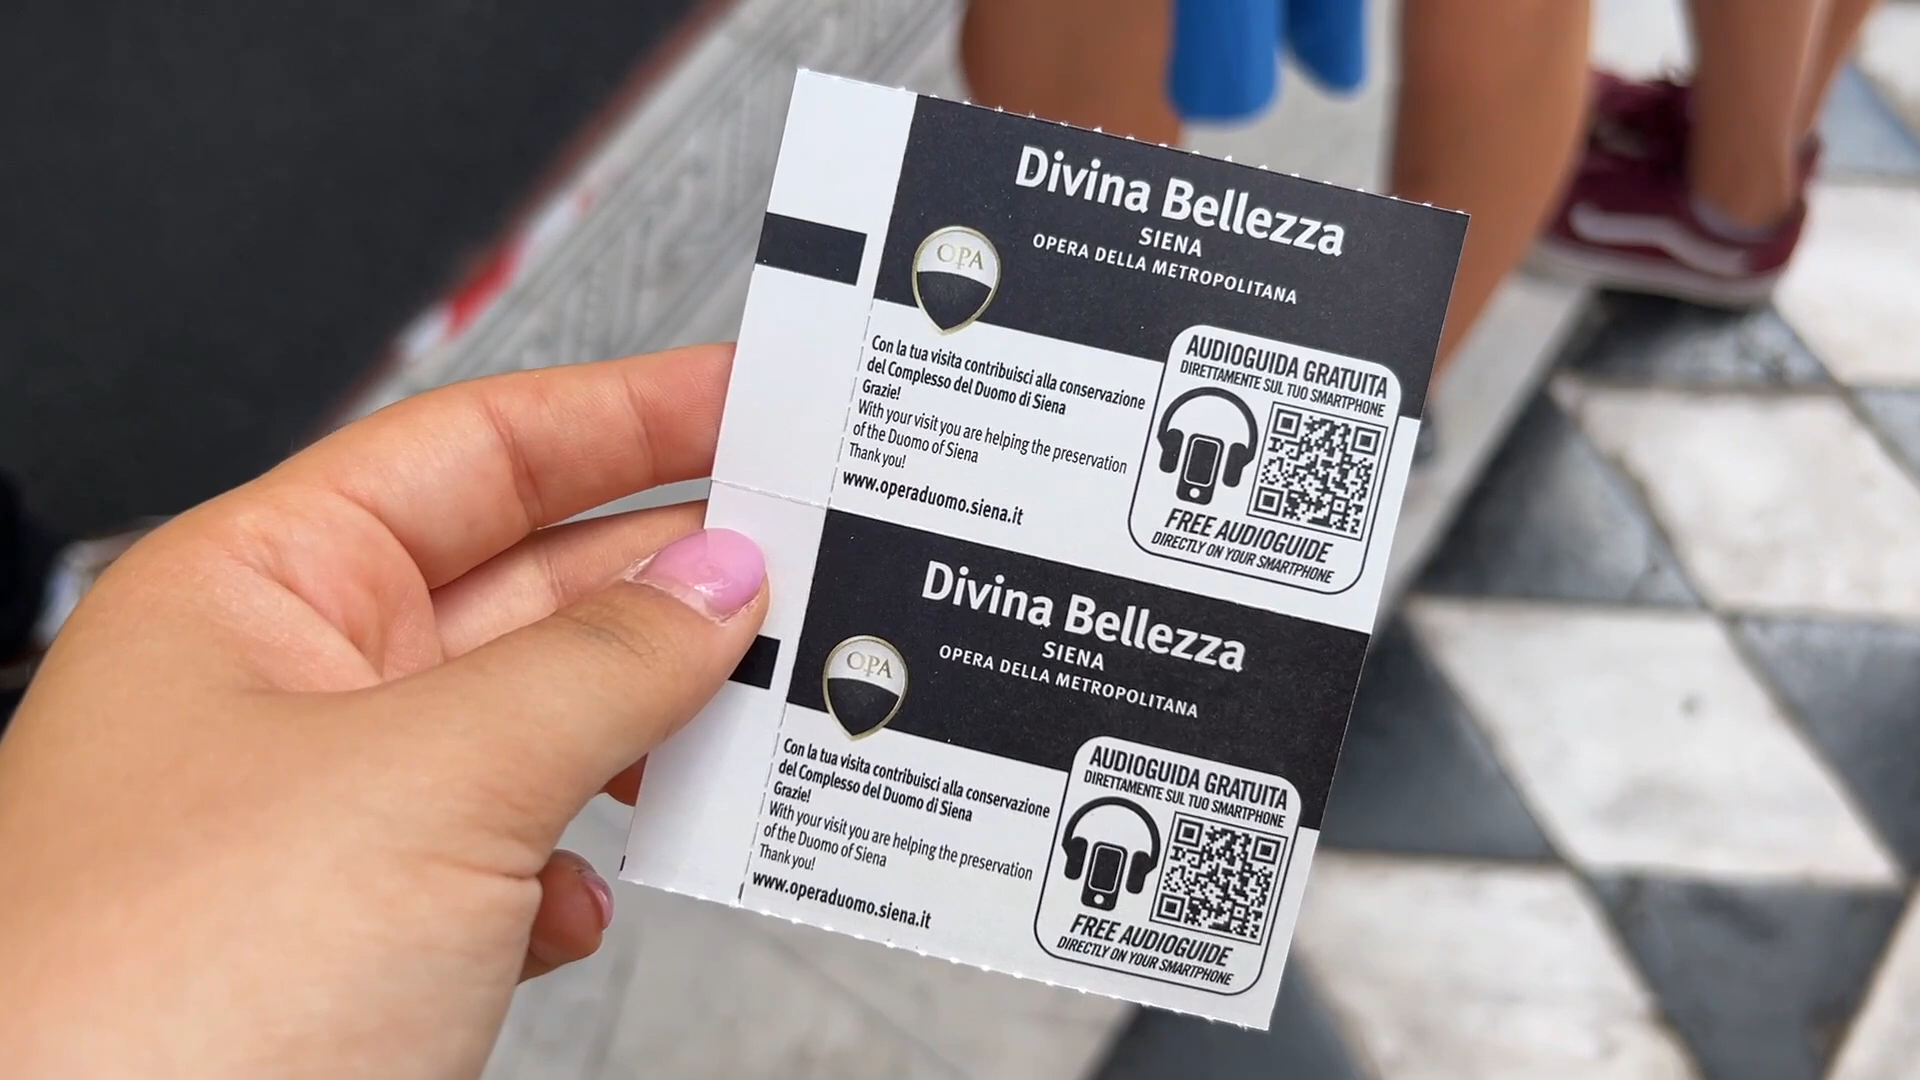 Divina Bellezza
SIENA
OPERA DELLA METROPOLITANA
OPA
Con la tua visita contribuisci alla conservazione
del Complesso del Duomo di Siena
Grazie!
With your visit you are helping the preservation
of the Duomo of Siena
Thank you!
www.operaduomo.siena.it
AUDIOGUIDA GRATUITA
DIRETTAMENTE SUL TUO SMARTPHONE
FREE AUDIOGUIDE
DIRECTLY ON YOUR SMARTPHONE
Divina Bellezza
SIENA
OPERA DELLA METROPOLITANA
OPA
Con la tua visita contribuisci alla conservazione
del Complesso del Duomo di Siena
Grazie!
With your visit you are helping the preservation
of the Duomo of Siena
Thank you!
www.operaduomo.siena.it
AUDIOGUIDA GRATUITA
DIRETTAMENTE SUL TUO SMARTPHONE
FREE AUDIOGUIDE
DIRECTLY ON YOUR SMARTPHONE